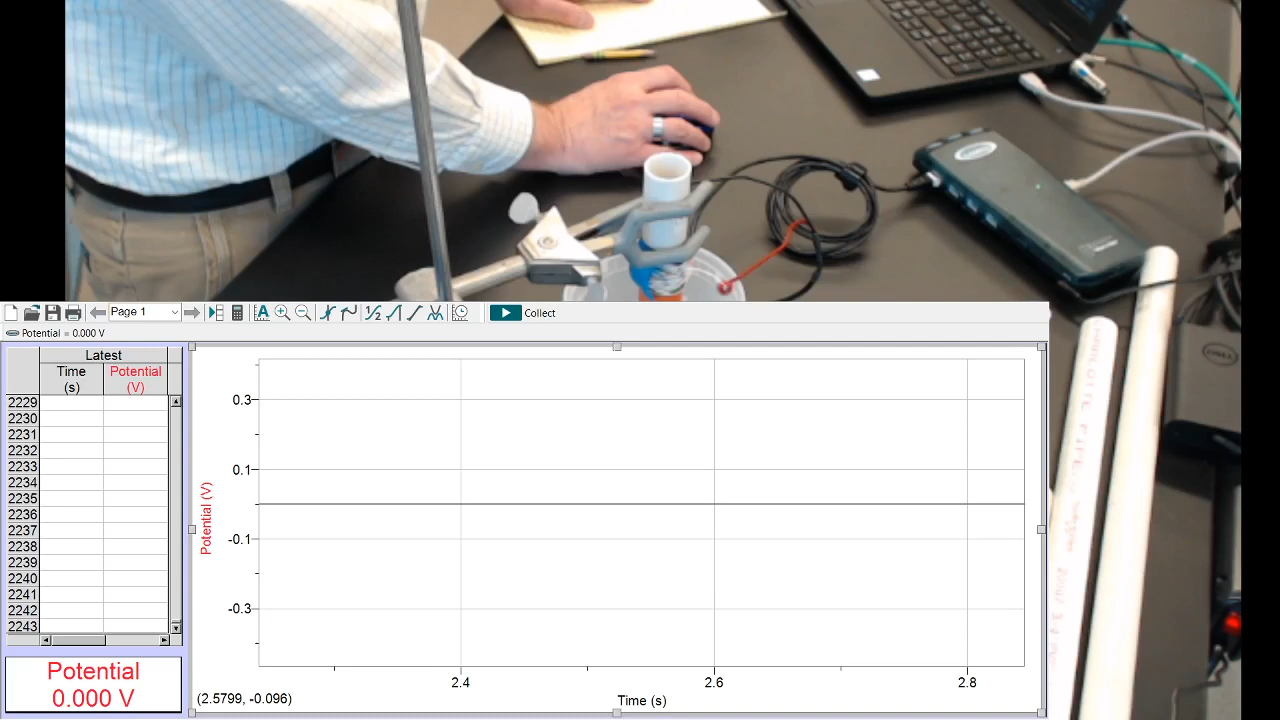 Page 1
Collect
Potential = 0.000 V
Latest
Time
(s)
Potential
(V)
2229
2230
2231
2232
2233
2234
2235
2236
2237
2238
2239
2240
2241
2242
2243
Potential
0.000 V
Potential (V)
0.3
0.1
-0.1
-0.3
2.4
2.6
2.8
Time (s)
(2.5799, -0.096)
DELL